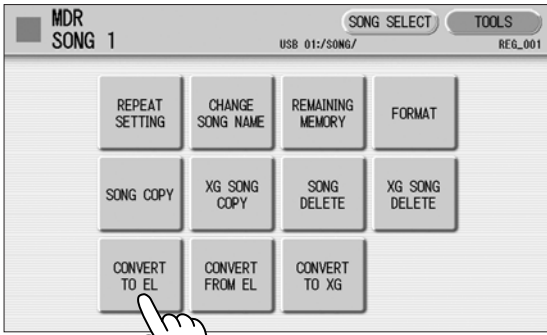 MDR
SONG 1
SONG SELECT
TOOLS
USB 01:/SONG/
REG_001
REPEAT
SETTING
CHANGE
SONG NAME
REMAINING
MEMORY
FORMAT
SONG COPY
XG SONG
COPY
SONG
DELETE
XG SONG
DELETE
CONVERT
TO EL
CONVERT
FROM EL
CONVERT
TO XG